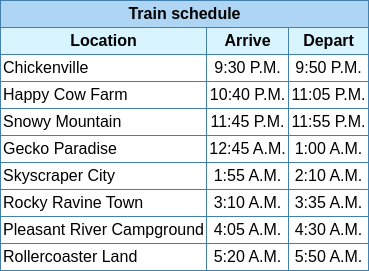 Train schedule
Location Arrive Depart
Chickenville 9:30 P.M. 9:50 P.M.
Happy Cow Farm 10:40 P.M. 11:05 P.M.
Snowy Mountain 11:45 P.M. 11:55 P.M.
Gecko Paradise 12:45 A.M. 1:00 A.M.
Skyscraper City 1:55 A.M. 2:10 A.M.
Rocky Ravine Town 3:10 A.M. 3:35 A.M.
Pleasant River Campground 4:05 A.M. 4:30 A.M.
Rollercoaster Land 5:20 A.M. 5:50 A.M.